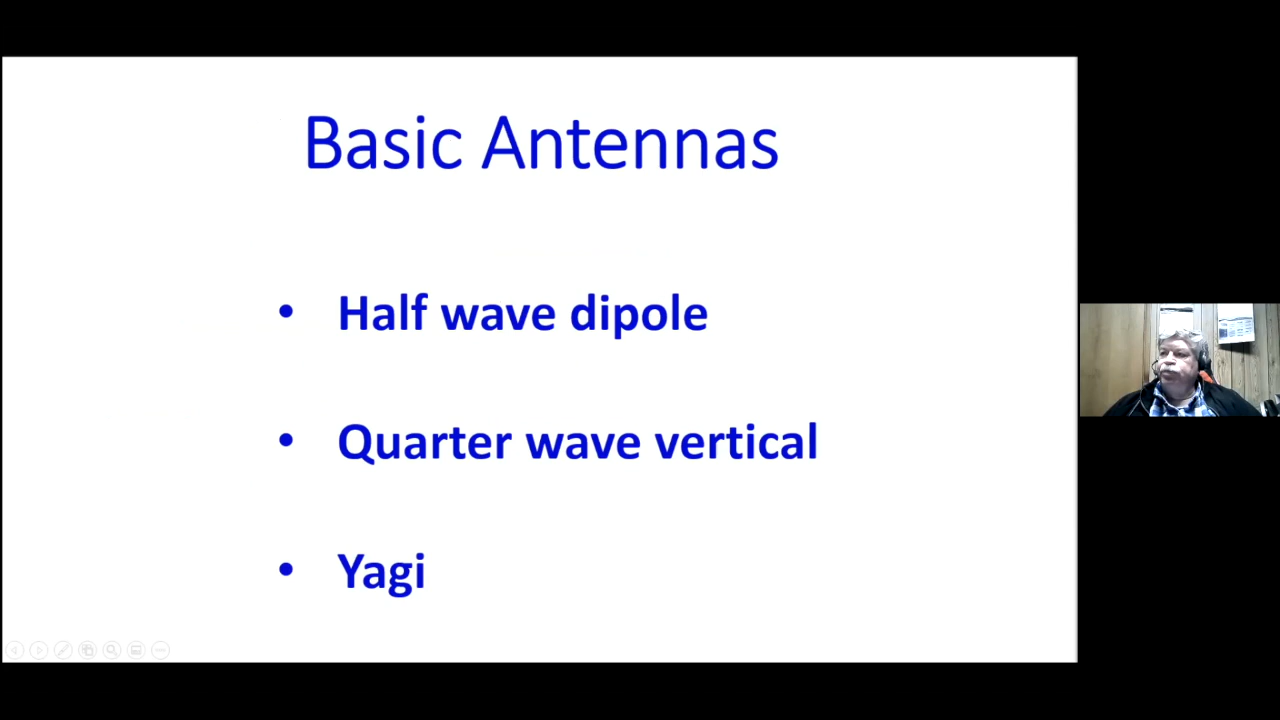 Basic Antennas
• Half wave dipole
• Quarter wave vertical
• Yagi